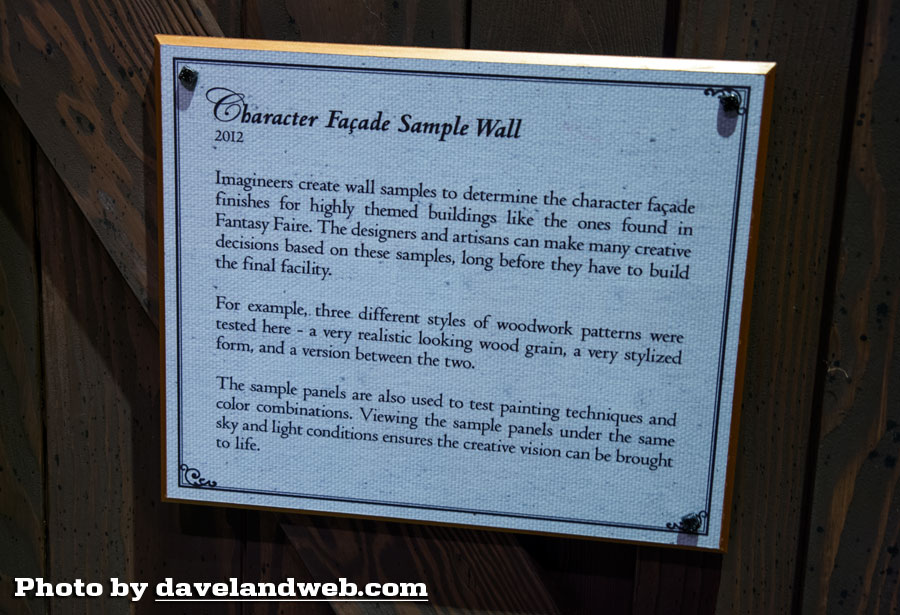 Character Façade Sample Wall
2012
Imagineers create wall samples to determine the character façade
finishes for highly themed buildings like the ones found in
Fantasy Faire. The designers and artisans can make many creative
decisions based on these samples, long before they have to build
the final facility.
For example, three different styles of woodwork patterns were
tested here - a very realistic looking wood grain, a very stylized
form, and a version between the two.
The sample panels are also used to test painting techniques and
color combinations. Viewing the sample panels under the same
sky and light conditions ensures the creative vision can be brought
to life.
Photo by davelandweb.com